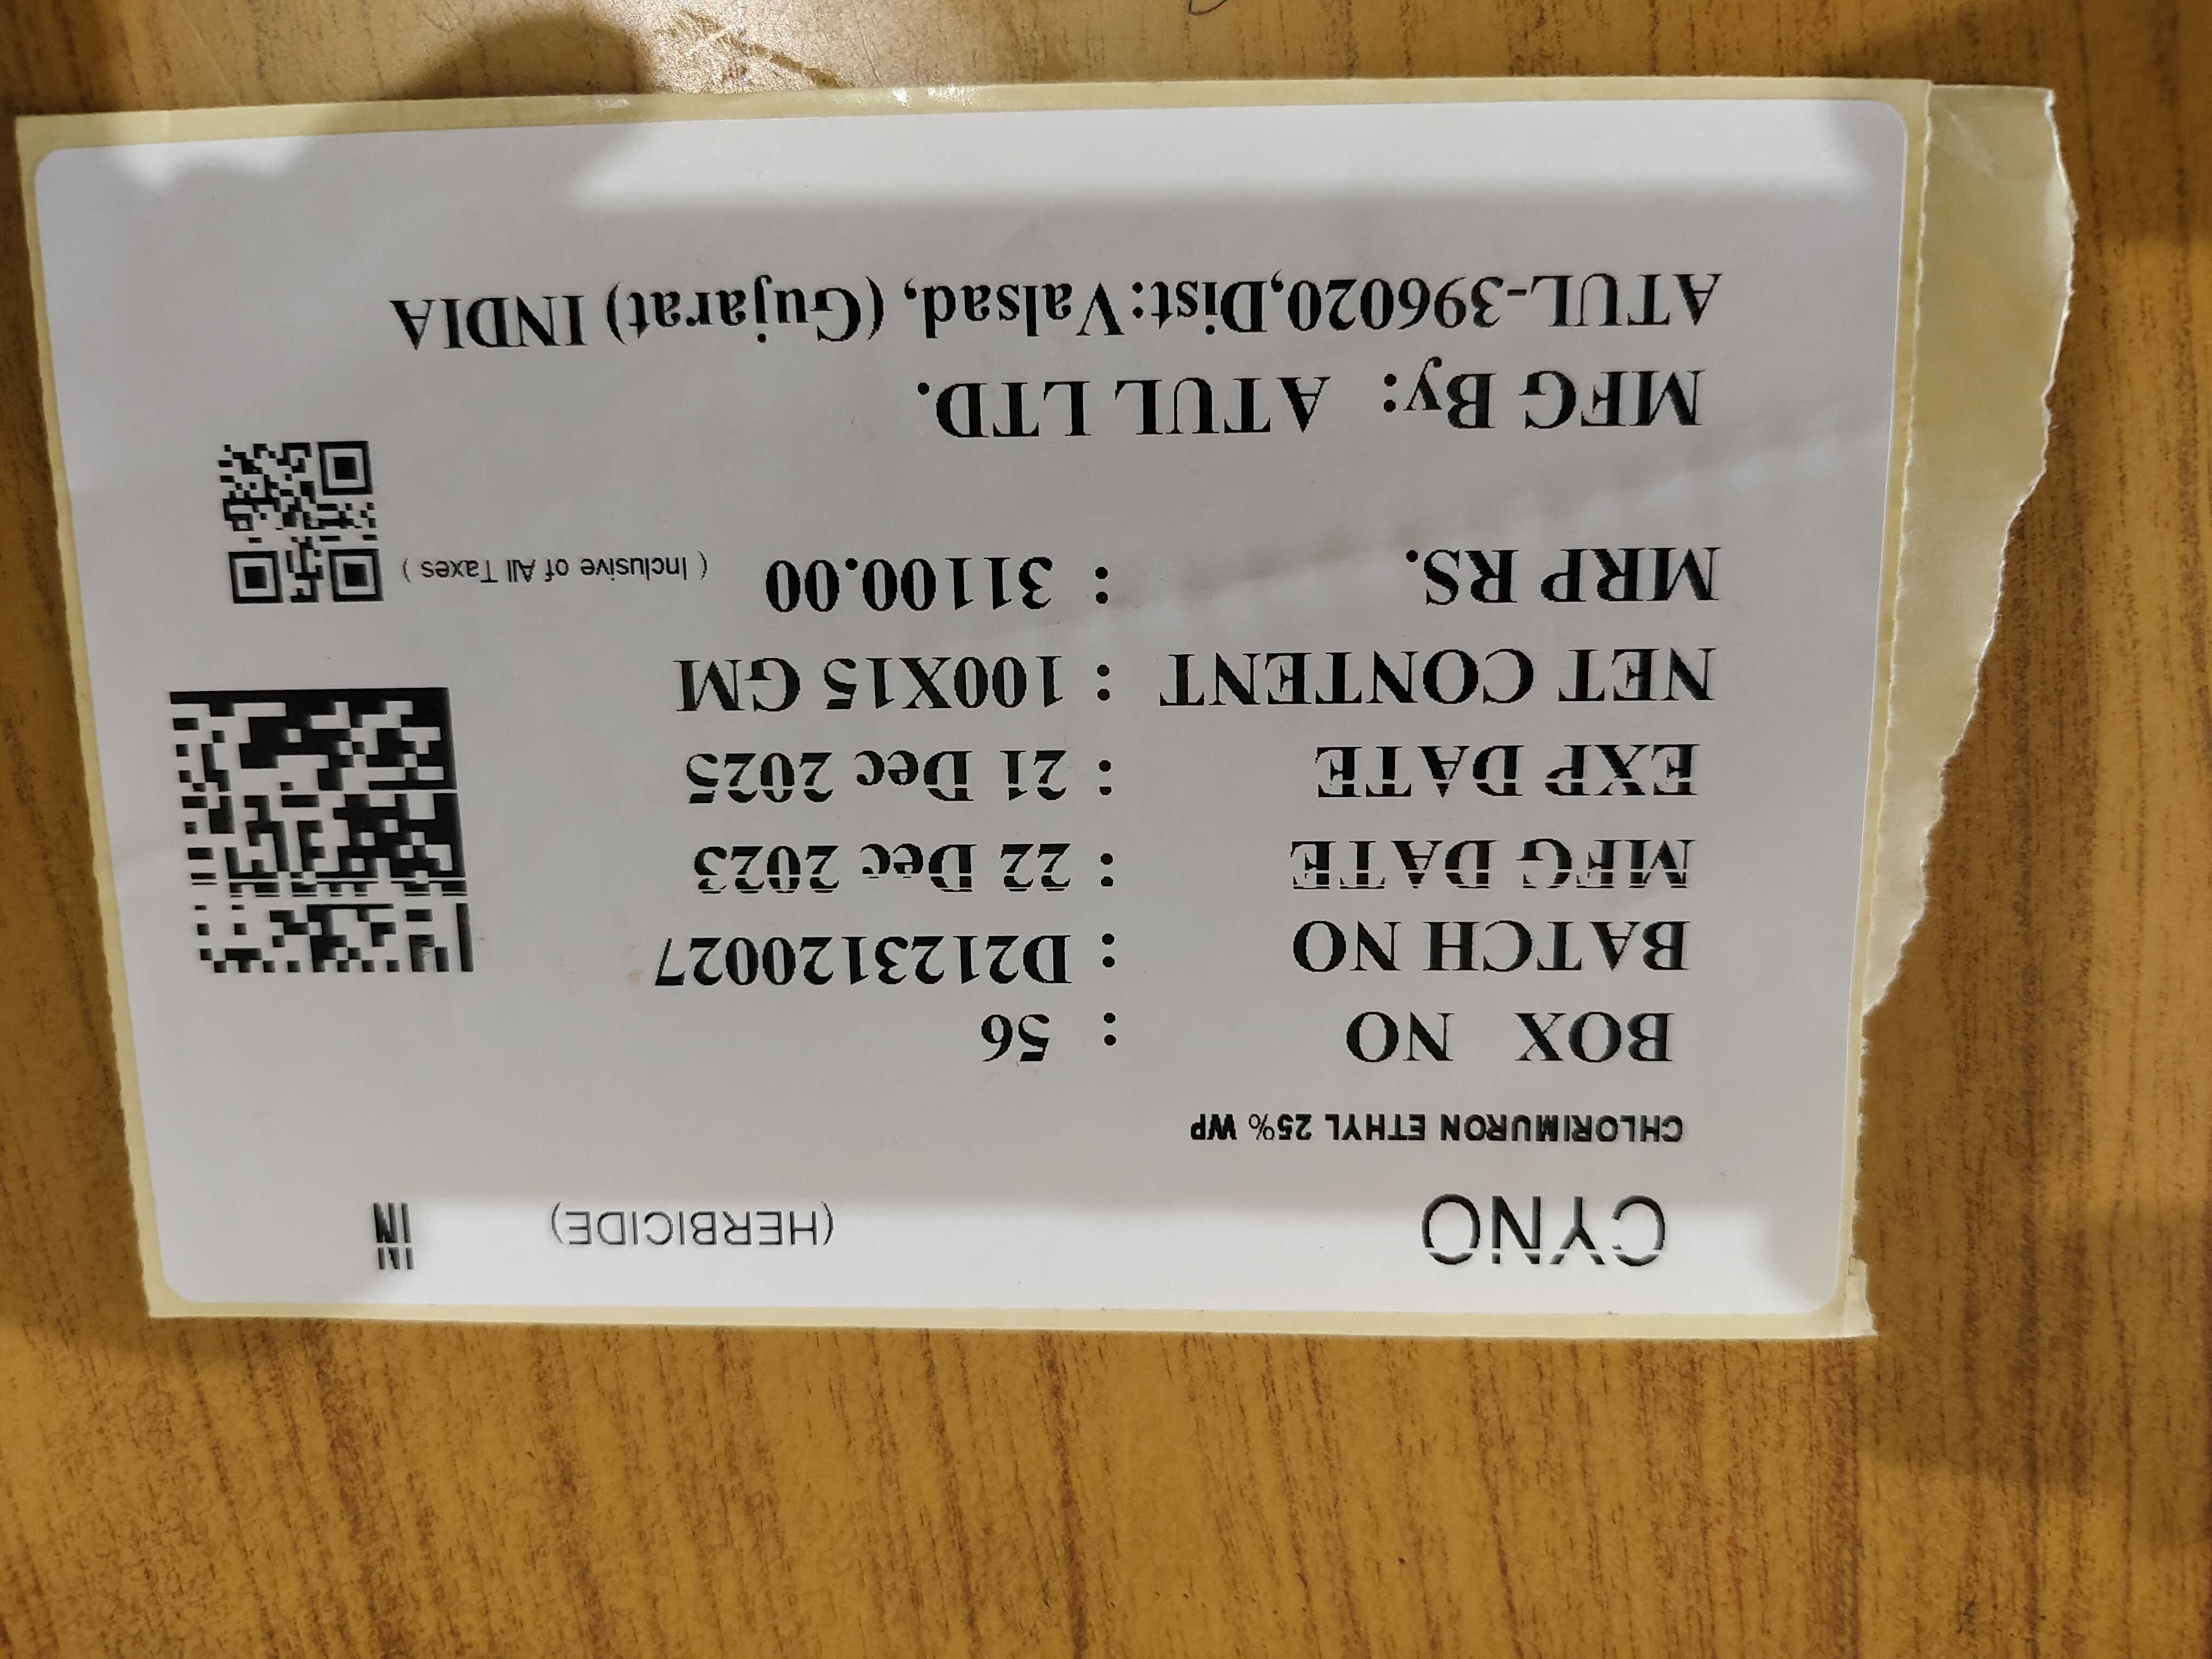 CYNO (HERBICIDE) IN
CHLORIMURON ETHYL 25% WP
BOX NO : 56
BATCH NO : D2123120027
MFG DATE : 22 Dec 2023
EXP DATE : 21 Dec 2025
NET CONTENT : 100X15 GM
MRP RS. : 31100.00 ( Inclusive of All Taxes )
MFG By: ATUL LTD.
ATUL-396020,Dist:Valsad, (Gujarat) INDIA